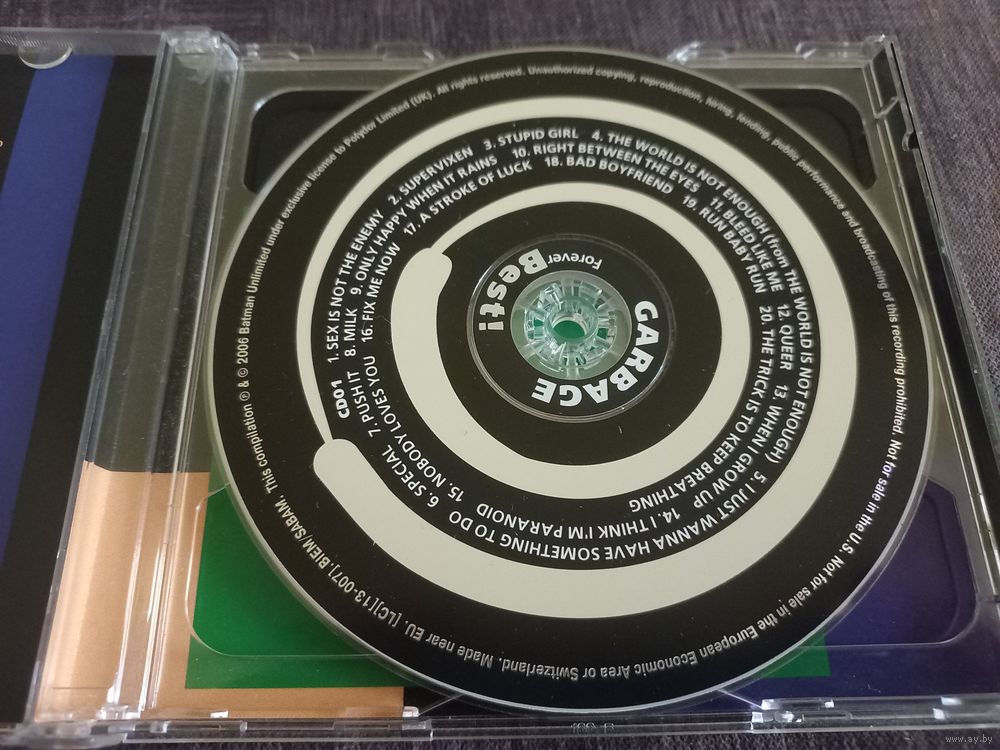 GARBAGE
Forever Best!
CD01 1. SEX IS NOT THE ENEMY 2. SUPERVIXEN 3. STUPID GIRL 4. THE WORLD IS NOT ENOUGH (from THE WORLD IS NOT ENOUGH) 5. I JUST WANNA HAVE SOMETHING TO DO 6. SPECIAL 7. PUSH IT 8. MILK 9. ONLY HAPPY WHEN IT RAINS 10. RIGHT BETWEEN THE EYES 11. BLEED LIKE ME 12. QUEER 13. WHEN I GROW UP 14. I THINK I'M PARANOID 15. NOBODY LOVES YOU 16. FIX ME NOW 17. A STROKE OF LUCK 18. BAD BOYFRIEND 19. RUN BABY RUN 20. THE TRICK IS TO KEEP BREATHING
This compilation ℗ & © 2006 Batman Unlimited under exclusive license to Polydor Limited (UK). All rights reserved. Unauthorized copying, reproduction, hiring, lending, public performance and broadcasting of this recording prohibited. Not for sale in the U.S. Not for sale in the European Economic Area or Switzerland. Made near EU. [LC][13-007]. BIEM/SABAM.
www.ay.by